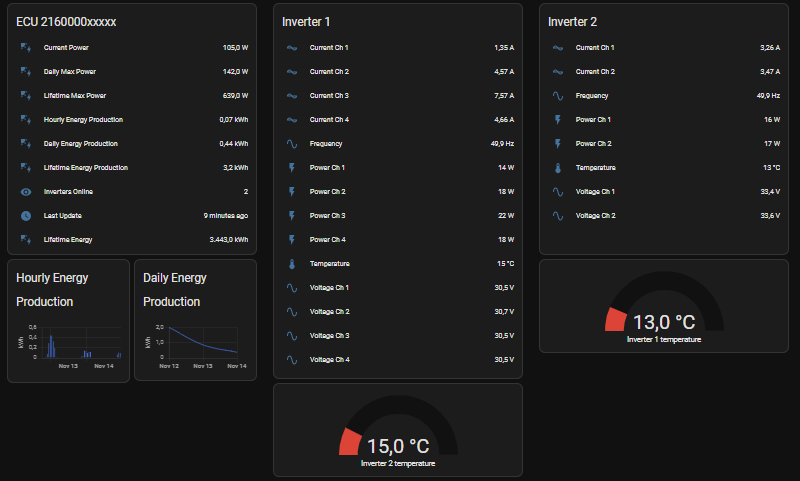 ECU 2160000xxxxx
Current Power 105,0 W
Daily Max Power 142,0 W
Lifetime Max Power 639,0 W
Hourly Energy Production 0,07 kWh
Daily Energy Production 0,44 kWh
Lifetime Energy Production 3,2 kWh
Inverters Online 2
Last Update 9 minutes ago
Lifetime Energy 3.443,0 kWh
Hourly Energy
Production
kWh
0,6
0,4
0,2
0
Nov 13 Nov 14
Daily Energy
Production
kWh
2,0
1,0
0
Nov 12 Nov 13 Nov 14
Inverter 1
Current Ch 1 1,35 A
Current Ch 2 4,57 A
Current Ch 3 7,57 A
Current Ch 4 4,66 A
Frequency 49,9 Hz
Power Ch 1 14 W
Power Ch 2 18 W
Power Ch 3 22 W
Power Ch 4 18 W
Temperature 15 °C
Voltage Ch 1 30,5 V
Voltage Ch 2 30,7 V
Voltage Ch 3 30,5 V
Voltage Ch 4 30,5 V
15,0 °C
Inverter 2 temperature
Inverter 2
Current Ch 1 3,26 A
Current Ch 2 3,47 A
Frequency 49,9 Hz
Power Ch 1 16 W
Power Ch 2 17 W
Temperature 13 °C
Voltage Ch 1 33,4 V
Voltage Ch 2 33,6 V
13,0 °C
Inverter 1 temperature